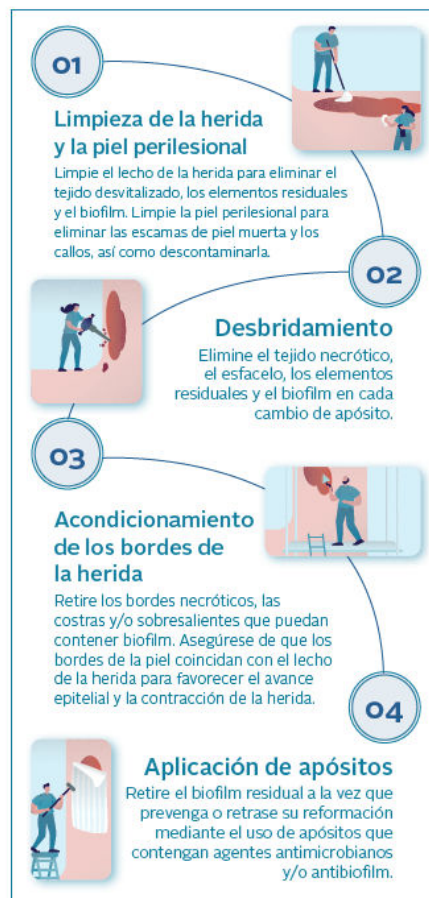 01
Limpieza de la herida
y la piel perilesional
Limpie el lecho de la herida para eliminar el
tejido desvitalizado, los elementos residuales
y el biofilm. Limpie la piel perilesional para
eliminar las escamas de piel muerta y los
callos, así como descontaminarla.
02
Desbridamiento
Elimine el tejido necrótico,
el esfacelo, los elementos
residuales y el biofilm en cada
cambio de apósito.
03
Acondicionamiento
de los bordes de
la herida
Retire los bordes necróticos, las
costras y/o sobresalientes que puedan
contener biofilm. Asegúrese de que los
bordes de la piel coincidan con el lecho
de la herida para favorecer el avance
epitelial y la contracción de la herida.
04
Aplicación de apósitos
Retire el biofilm residual a la vez que
prevenga o retrase su reformación
mediante el uso de apósitos que
contengan agentes antimicrobianos
y/o antibiofilm.